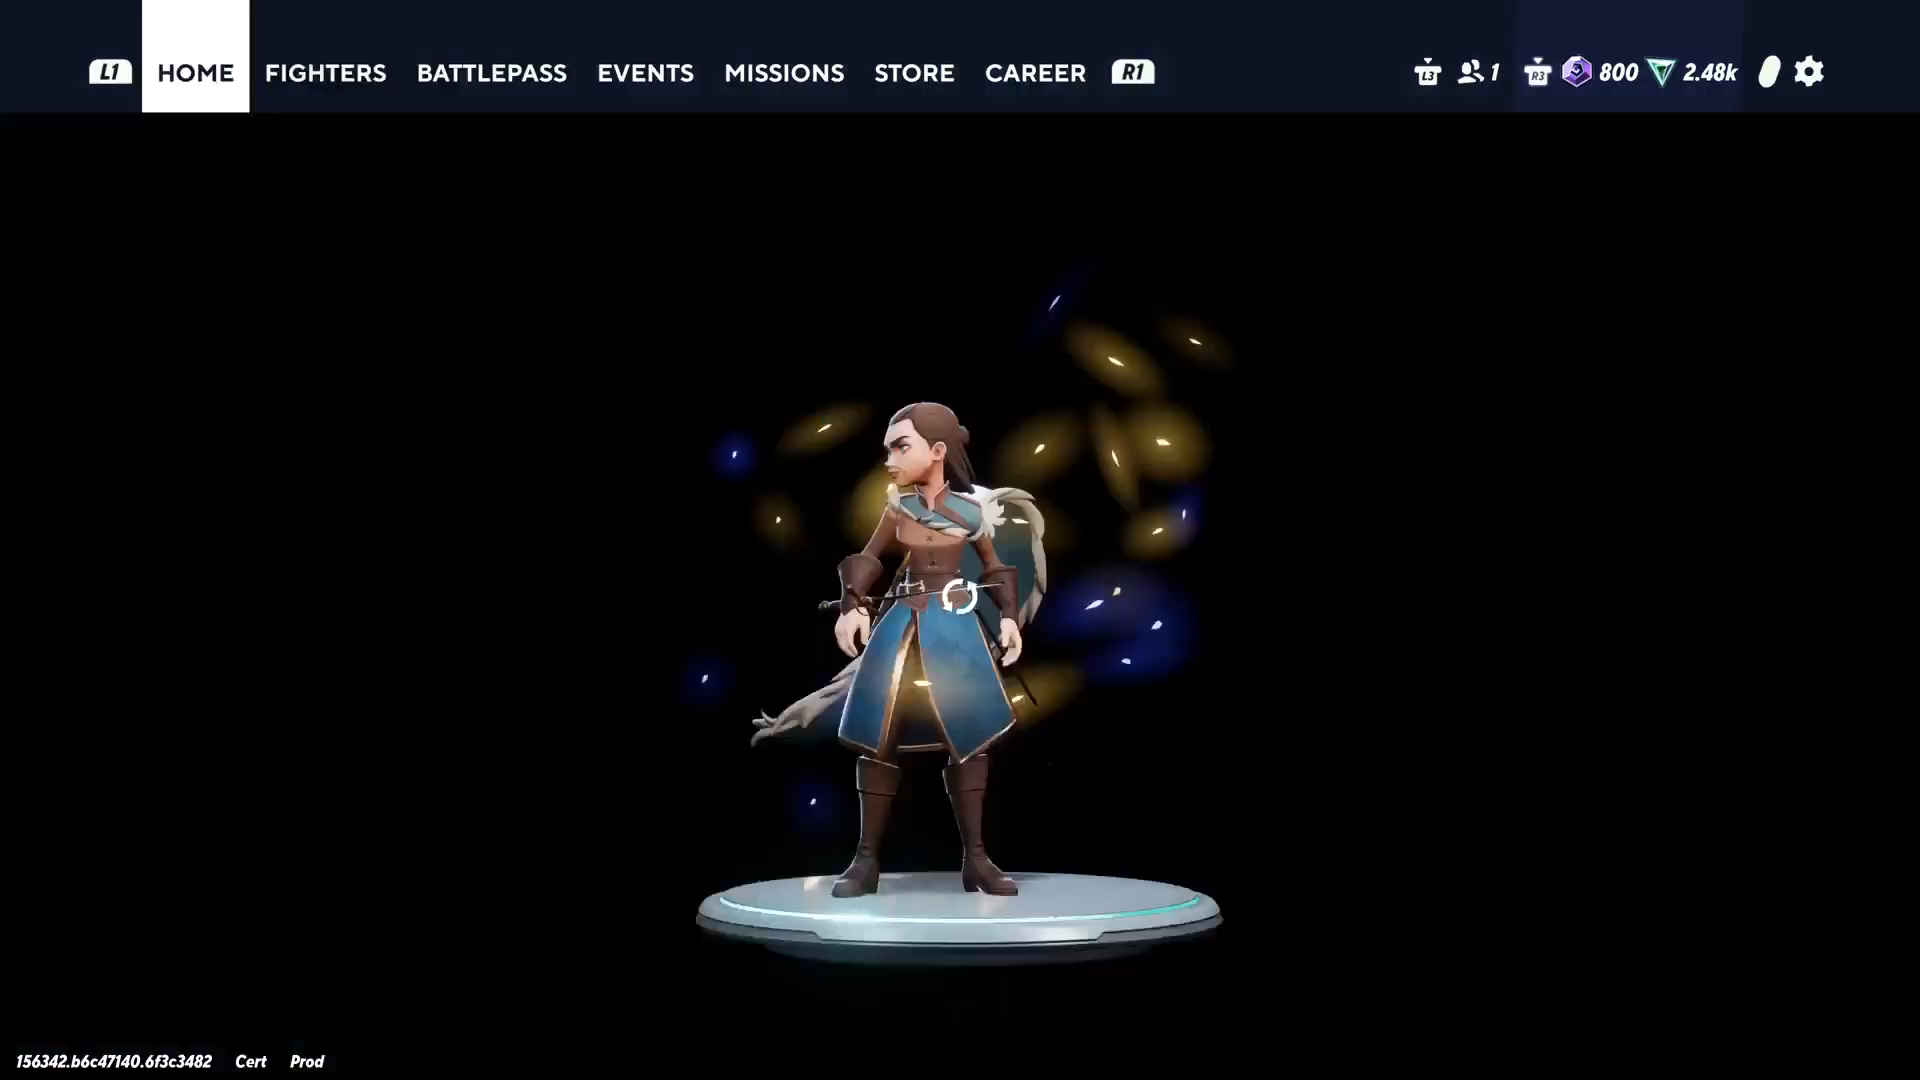 L1 HOME FIGHTERS BATTLEPASS EVENTS MISSIONS STORE CAREER R1 L3 1 R3 800 2.48k
156342.b6c47140.6f3c3482 Cert Prod